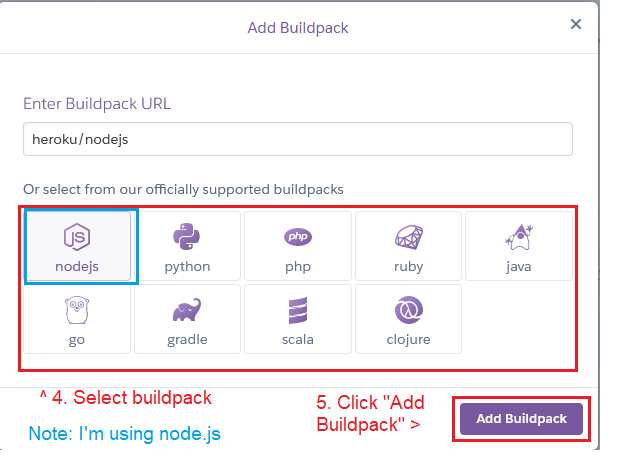 Add Buildpack
×
Enter Buildpack URL
heroku/nodejs
Or select from our officially supported buildpacks
JS
nodejs
python
php
php
ruby
java
go
gradle
scala
clojure
^ 4. Select buildpack
Note: I'm using node.js
5. Click "Add
Buildpack" >
Add Buildpack